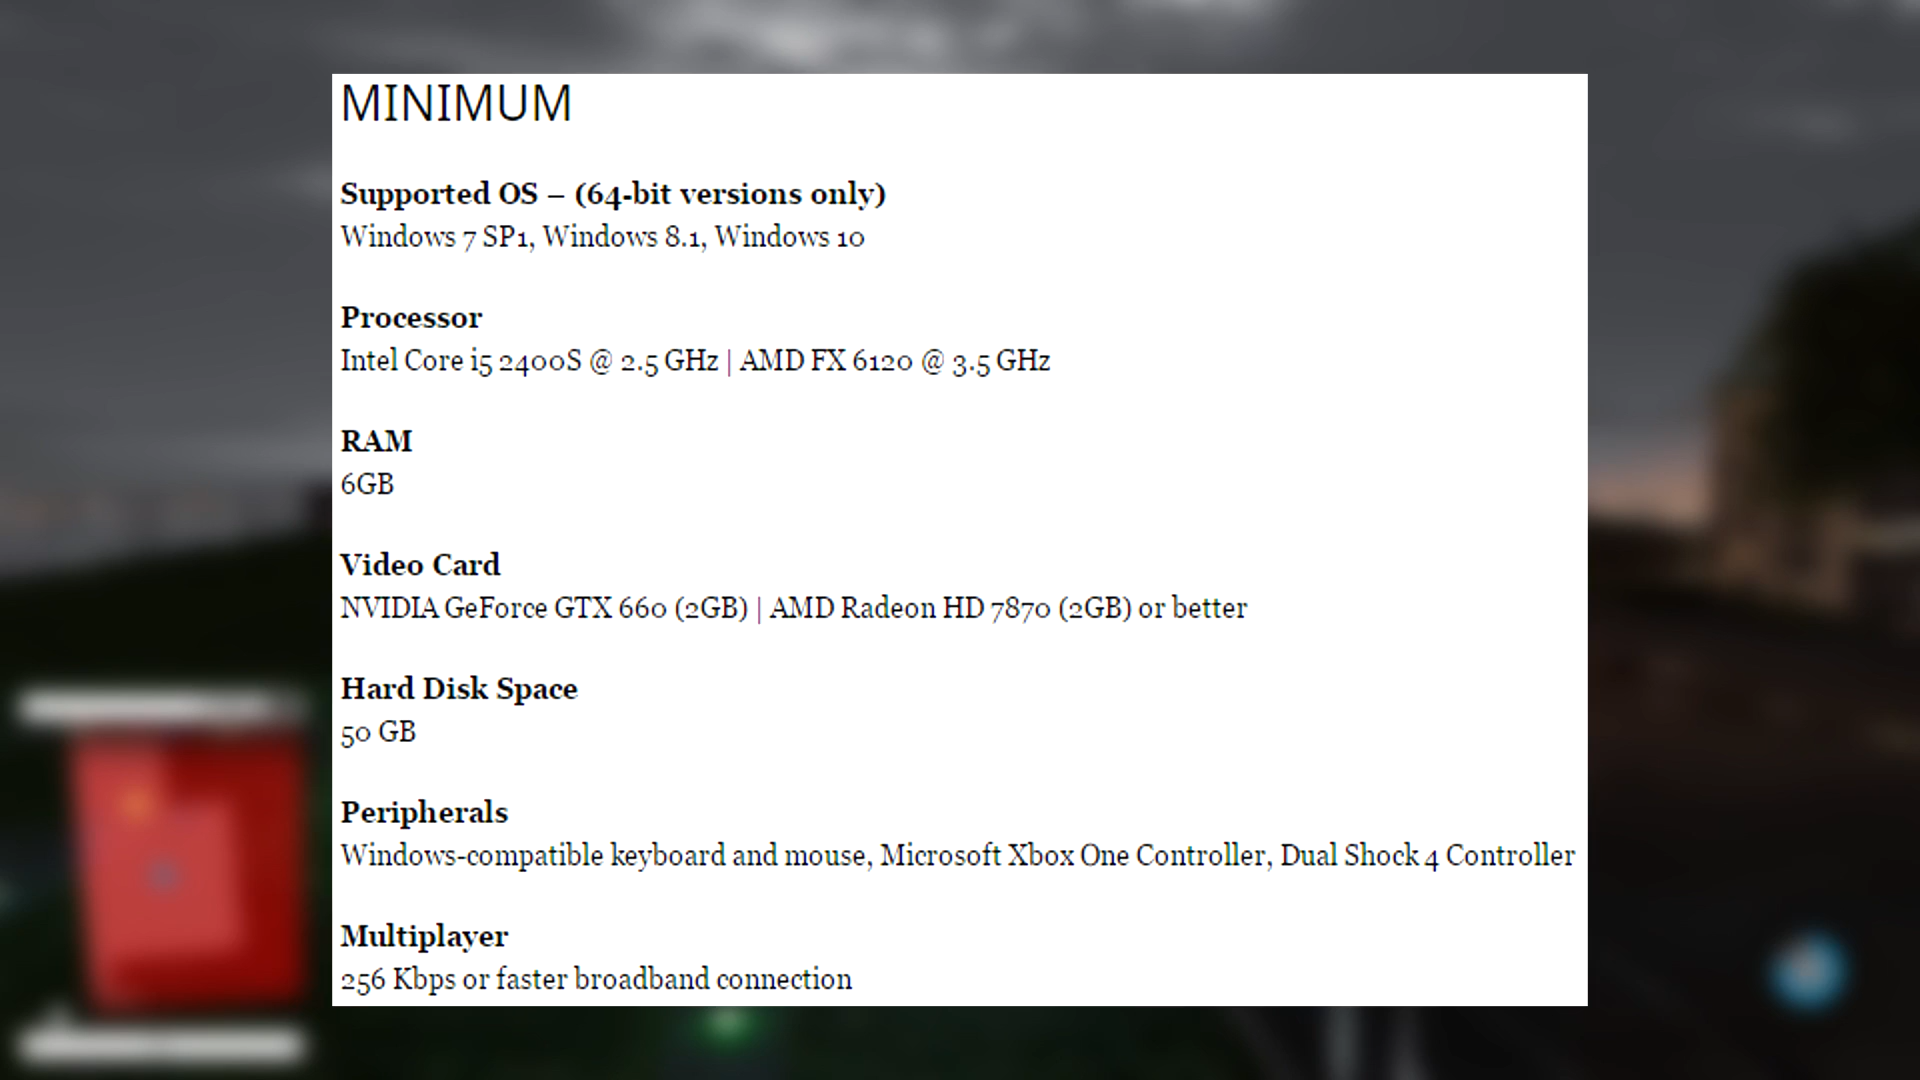 MINIMUM
Supported OS – (64-bit versions only)
Windows 7 SP1, Windows 8.1, Windows 10
Processor
Intel Core i5 2400S @ 2.5 GHz | AMD FX 6120 @ 3.5 GHz
RAM
6GB
Video Card
NVIDIA GeForce GTX 660 (2GB) | AMD Radeon HD 7870 (2GB) or better
Hard Disk Space
50 GB
Peripherals
Windows-compatible keyboard and mouse, Microsoft Xbox One Controller, Dual Shock 4 Controller
Multiplayer
256 Kbps or faster broadband connection